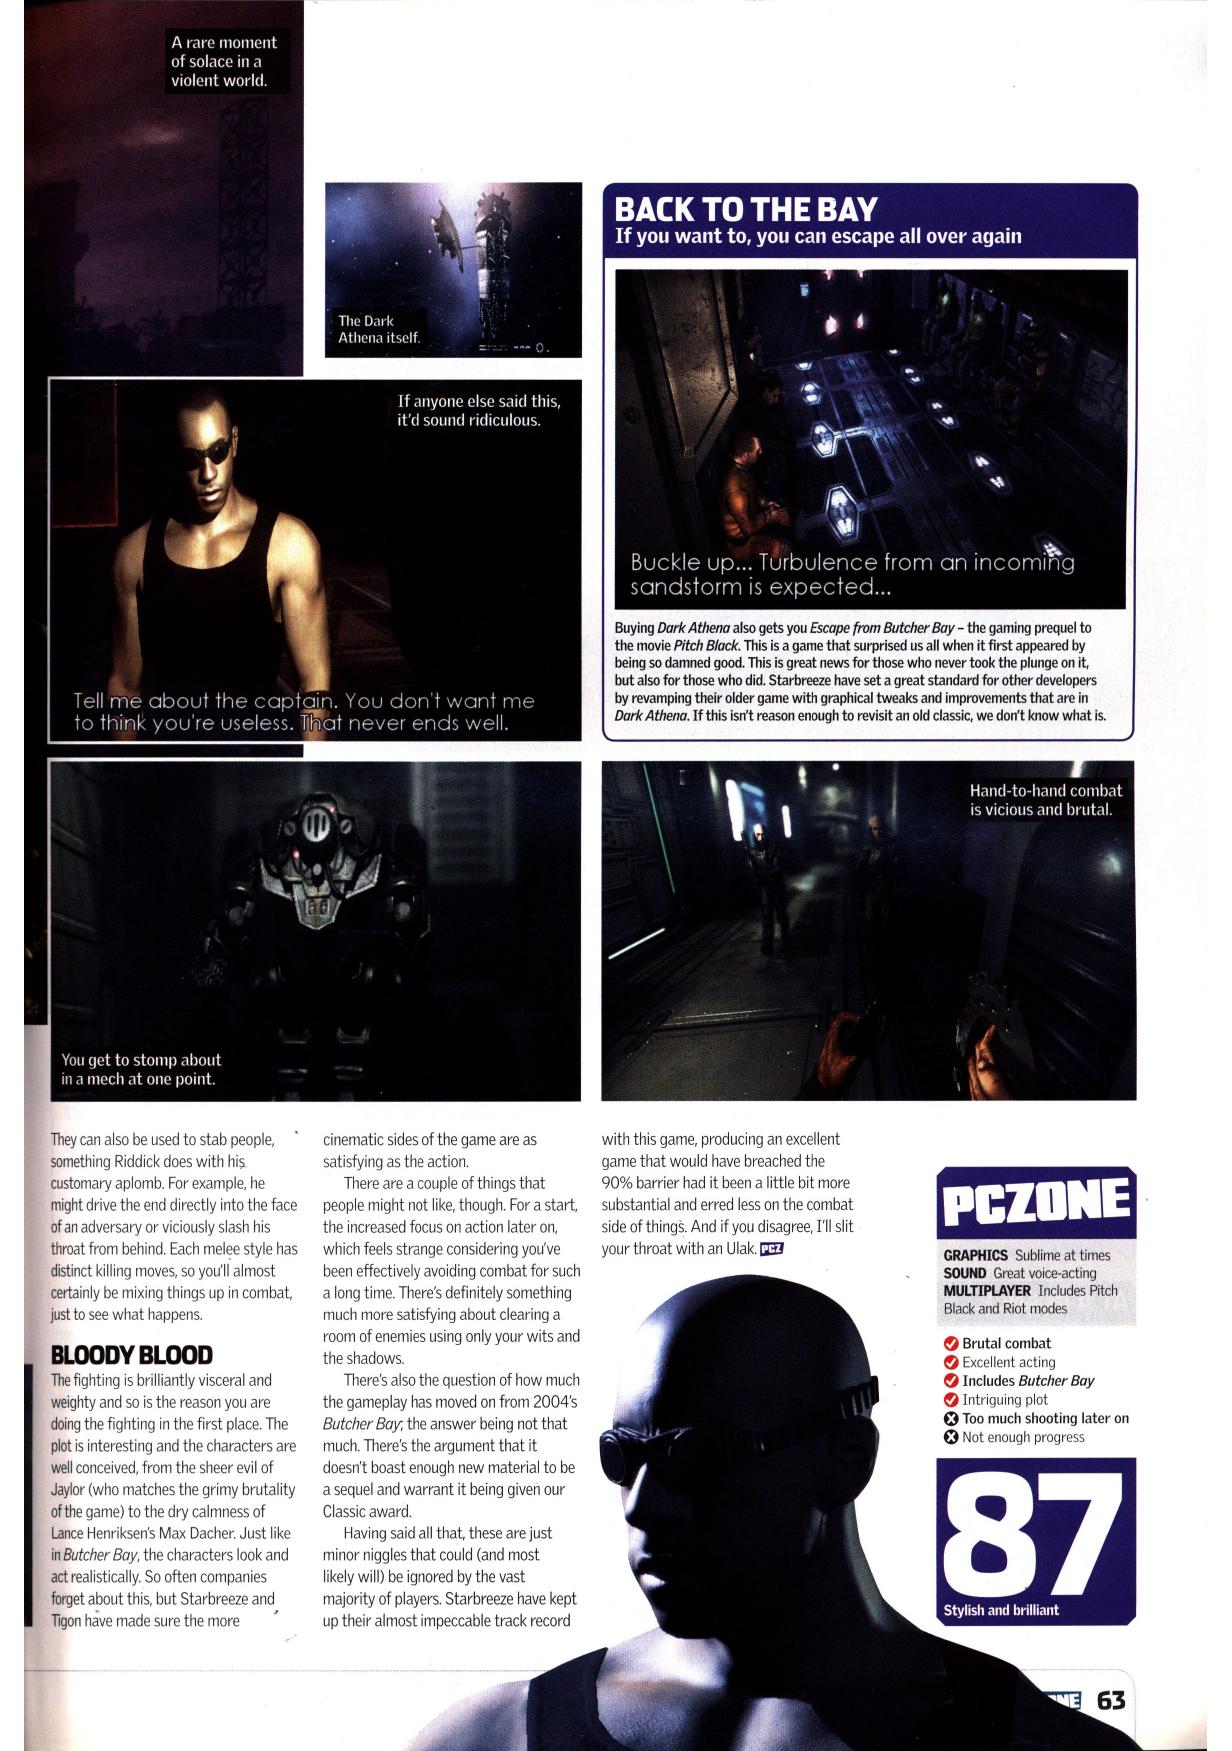 A rare moment
of solace in a
violent world.
The Dark
Athena itself.
BACK TO THE BAY
If you want to, you can escape all over again
Buckle up... Turbulence from an incoming
sandstorm is expected...
Buying Dark Athena also gets you Escape from Butcher Bay – the gaming prequel to
the movie Pitch Black. This is a game that surprised us all when it first appeared by
being so damned good. This is great news for those who never took the plunge on it,
but also for those who did. Starbreeze have set a great standard for other developers
by revamping their older game with graphical tweaks and improvements that are in
Dark Athena. If this isn't reason enough to revisit an old classic, we don't know what is.
If anyone else said this,
it'd sound ridiculous.
Tell me about the captain. You don't want me
to think you're useless. That never ends well.
You get to stomp about
in a mech at one point.
Hand-to-hand combat
is vicious and brutal.
They can also be used to stab people,
something Riddick does with his
customary aplomb. For example, he
might drive the end directly into the face
of an adversary or viciously slash his
throat from behind. Each melee style has
distinct killing moves, so you'll almost
certainly be mixing things up in combat,
just to see what happens.
BLOODY BLOOD
The fighting is brilliantly visceral and
weighty and so is the reason you are
doing the fighting in the first place. The
plot is interesting and the characters are
well conceived, from the sheer evil of
Jaylor (who matches the grimy brutality
of the game) to the dry calmness of
Lance Henriksen's Max Dacher. Just like
in Butcher Bay, the characters look and
act realistically. So often companies
forget about this, but Starbreeze and
Tigon have made sure the more
cinematic sides of the game are as
satisfying as the action.
There are a couple of things that
people might not like, though. For a start,
the increased focus on action later on,
which feels strange considering you've
been effectively avoiding combat for such
a long time. There's definitely something
much more satisfying about clearing a
room of enemies using only your wits and
the shadows.
There's also the question of how much
the gameplay has moved on from 2004's
Butcher Bay; the answer being not that
much. There's the argument that it
doesn't boast enough new material to be
a sequel and warrant it being given our
Classic award.
Having said all that, these are just
minor niggles that could (and most
likely will) be ignored by the vast
majority of players. Starbreeze have kept
up their almost impeccable track record
with this game, producing an excellent
game that would have breached the
90% barrier had it been a little bit more
substantial and erred less on the combat
side of things. And if you disagree, I'll slit
your throat with an Ulak. PCZ
PCZONE
GRAPHICS Sublime at times
SOUND Great voice-acting
MULTIPLAYER Includes Pitch
Black and Riot modes
Brutal combat
Excellent acting
Includes Butcher Bay
Intriguing plot
Too much shooting later on
Not enough progress
87
Stylish and brilliant
63